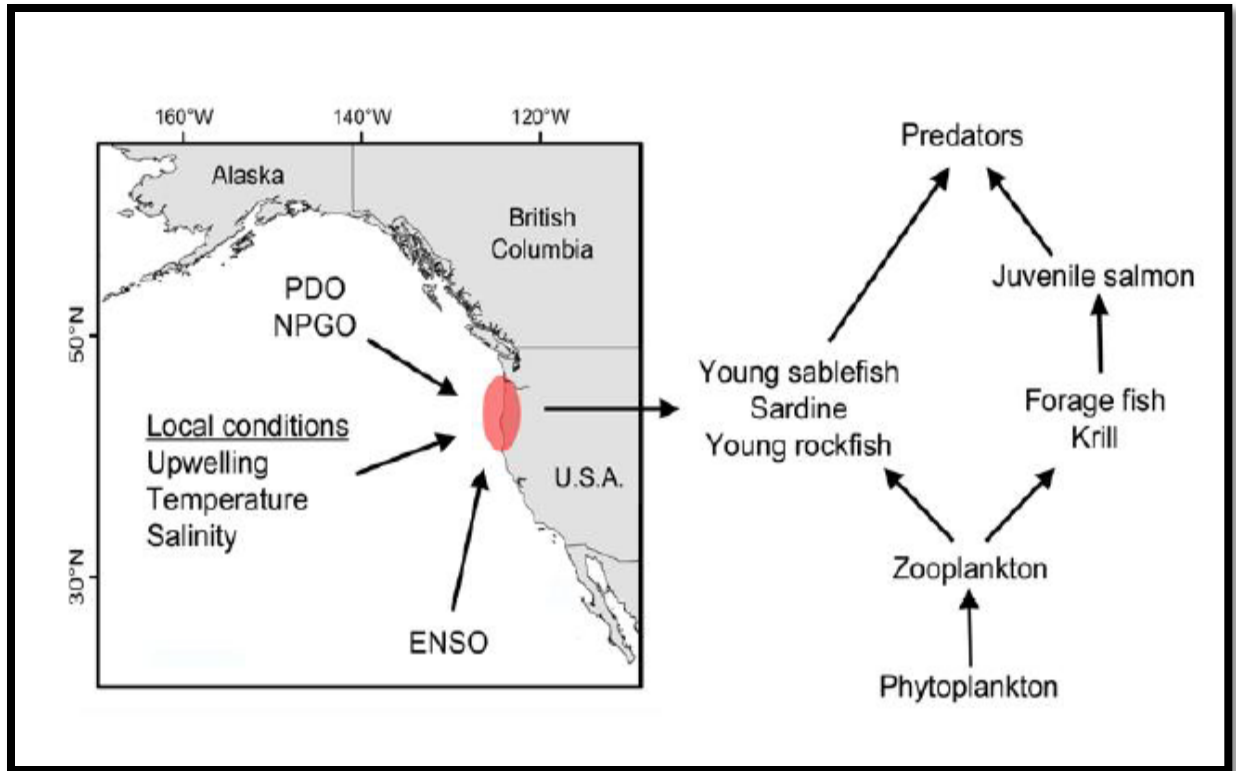 160°W
140°W
120°W
Alaska
British
Columbia
50°N
PDO
NPGO
Local conditions
Upwelling
Temperature
Salinity
U.S.A.
30°N
ENSO
Predators
Juvenile salmon
Young sablefish
Sardine
Young rockfish
Forage fish
Krill
Zooplankton
Phytoplankton